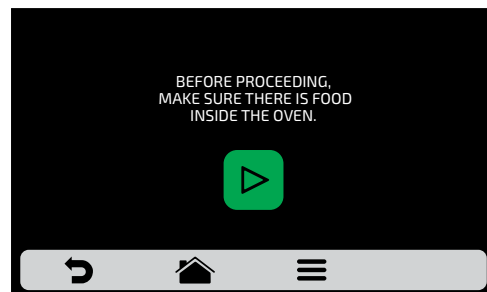 BEFORE PROCEEDING,
MAKE SURE THERE IS FOOD
INSIDE THE OVEN.